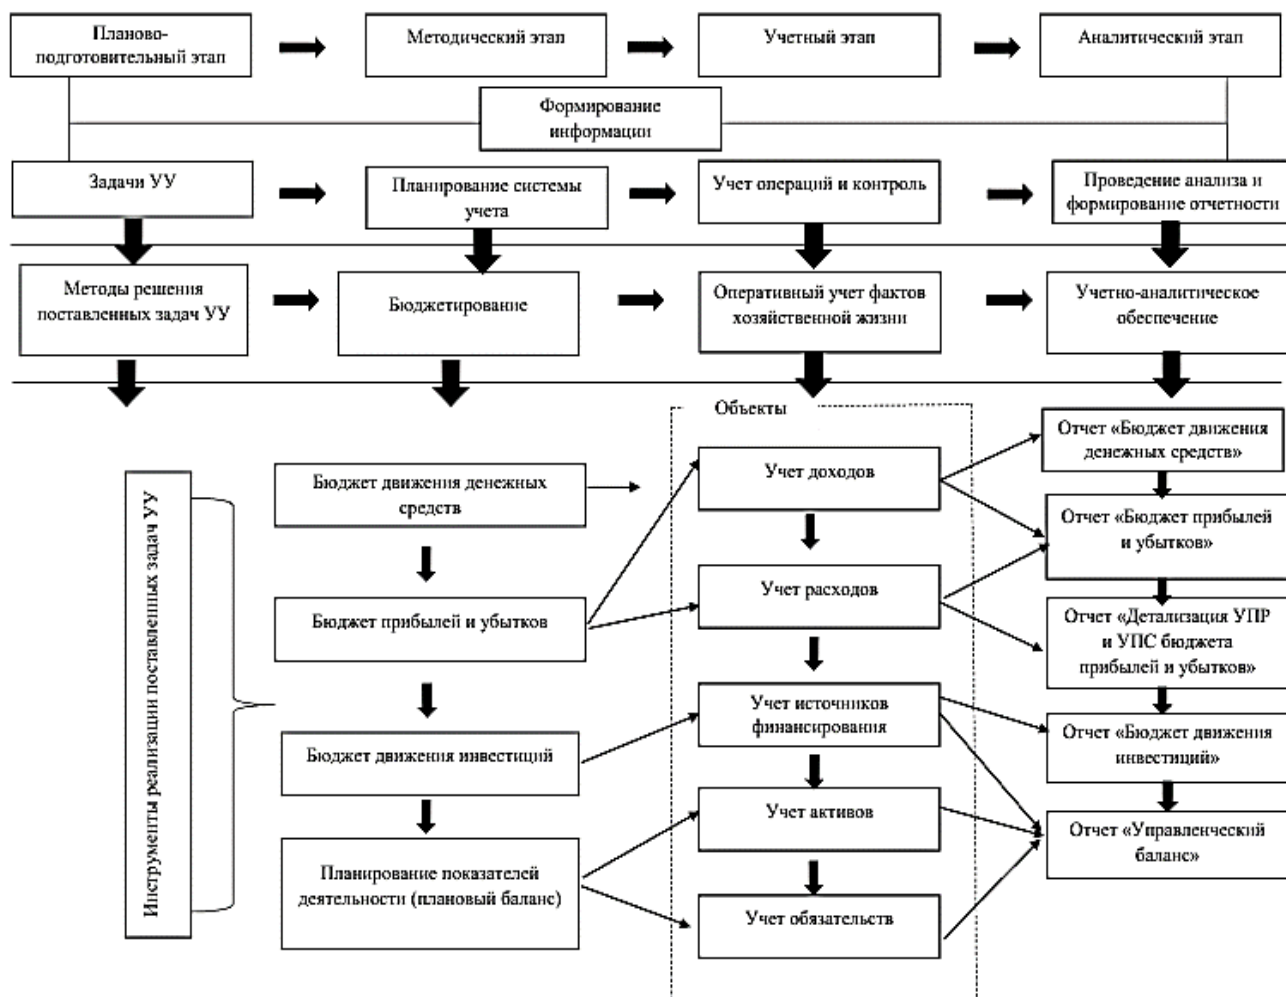 Планово-
подготовительный этап
Методический этап
Учетный этап
Аналитический этап
Формирование
информации
Задачи УУ
Планирование системы
учета
Учет операций и контроль
Проведение анализа и
формирование отчетности
Методы решения
поставленных задач УУ
Бюджетирование
Оперативный учет фактов
хозяйственной жизни
Учетно-аналитическое
обеспечение
Инструменты реализации поставленных задач УУ
Бюджет движения денежных
средств
Бюджет прибылей и убытков
Бюджет движения инвестиций
Планирование показателей
деятельности (плановый баланс)
Объекты
Учет доходов
Учет расходов
Учет источников
финансирования
Учет активов
Учет обязательств
Отчет «Бюджет движения
денежных средств»
Отчет «Бюджет прибылей
и убытков»
Отчет «Детализация УПР
и УПС бюджета
прибылей и убытков»
Отчет «Бюджет движения
инвестиций»
Отчет «Управленческий
баланс»